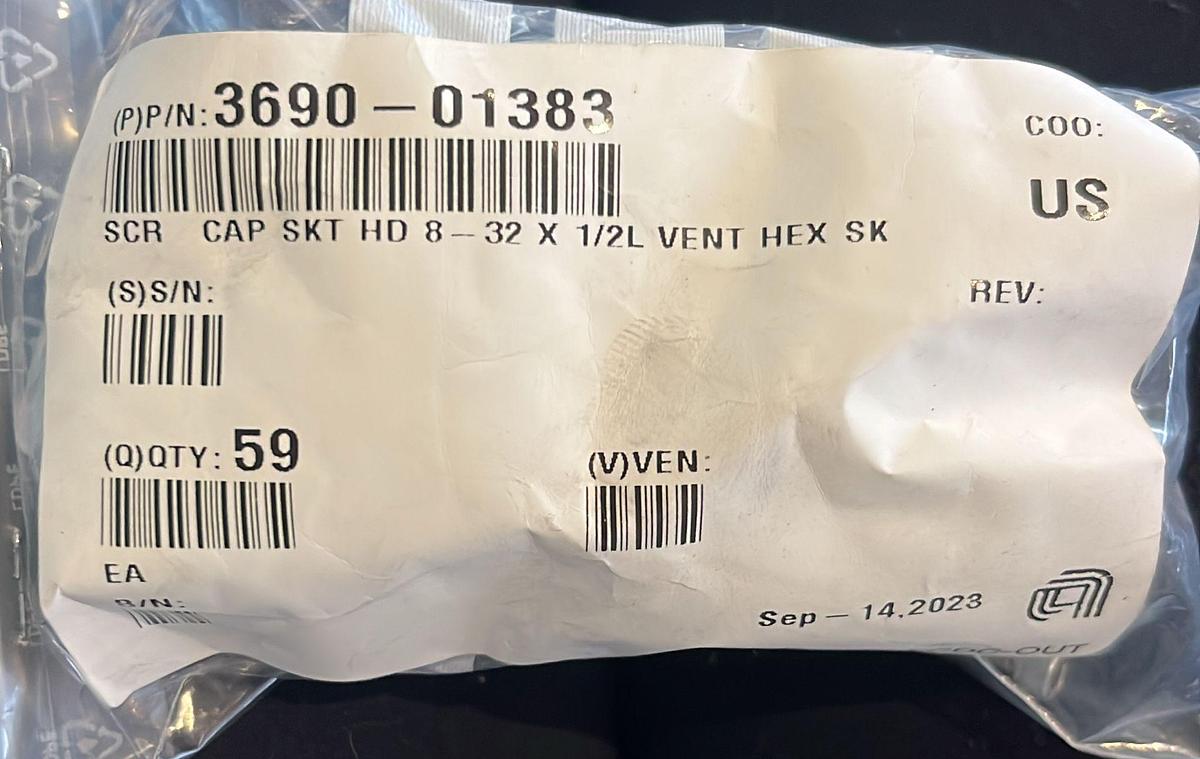 (P)P/N: 3690-01383
COO:
US
SCR CAP SKT HD 8-32 X 1/2L VENT HEX SK
(S)S/N:
REV:
(Q)QTY: 59
(V)VEN:
EA
B/N:
Sep-14,2023